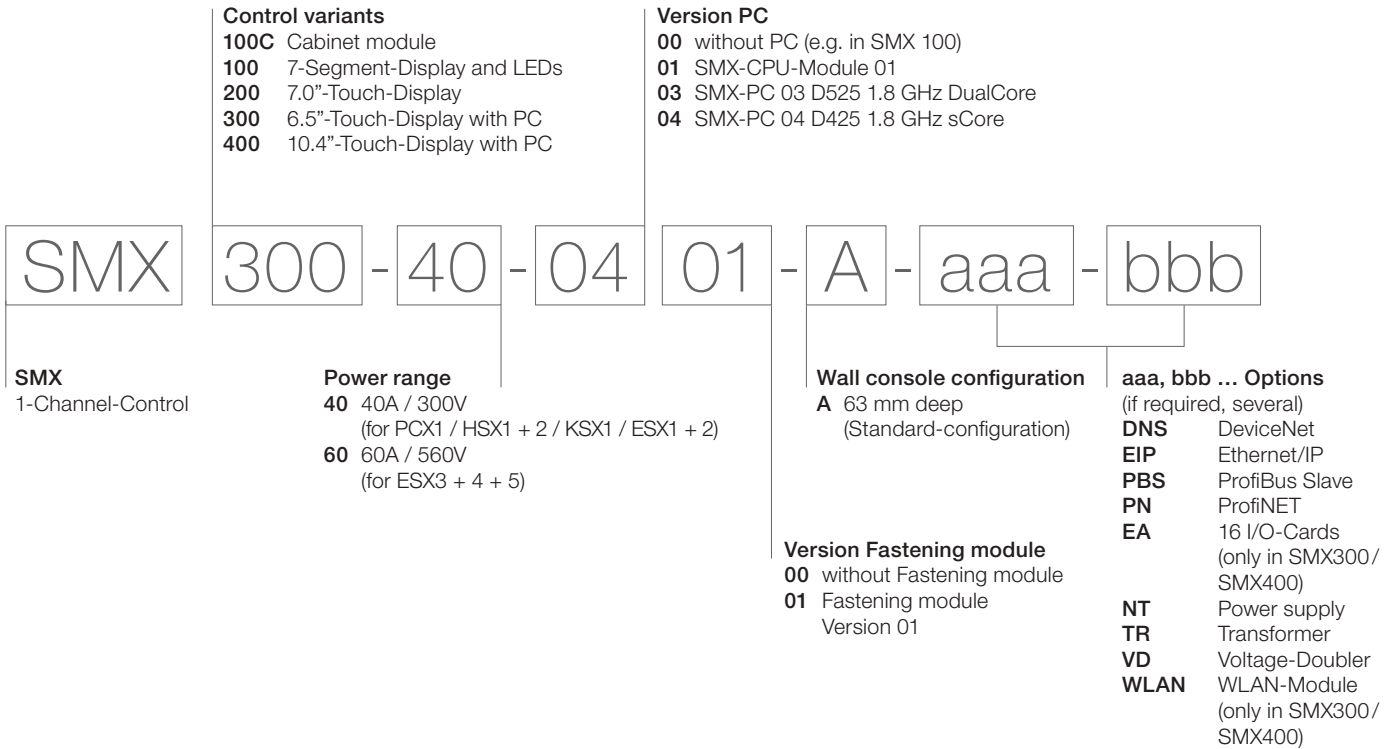 Control variants
100C Cabinet module
100 7-Segment-Display and LEDs
200 7.0”-Touch-Display
300 6.5”-Touch-Display with PC
400 10.4”-Touch-Display with PC
Version PC
00 without PC (e.g. in SMX 100)
01 SMX-CPU-Module 01
03 SMX-PC 03 D525 1.8 GHz DualCore
04 SMX-PC 04 D425 1.8 GHz sCore
SMX 300 - 40 - 04 01 - A - aaa - bbb
SMX
1-Channel-Control
Power range
40 40A / 300V
(for PCX1 / HSX1 + 2 / KSX1 / ESX1 + 2)
60 60A / 560V
(for ESX3 + 4 + 5)
Version Fastening module
00 without Fastening module
01 Fastening module
Version 01
Wall console configuration
A 63 mm deep
(Standard-configuration)
aaa, bbb … Options
(if required, several)
DNS DeviceNet
EIP Ethernet/IP
PBS ProfiBus Slave
PN ProfiNET
EA 16 I/O-Cards
(only in SMX300/
SMX400)
NT Power supply
TR Transformer
VD Voltage-Doubler
WLAN WLAN-Module
(only in SMX300/
SMX400)